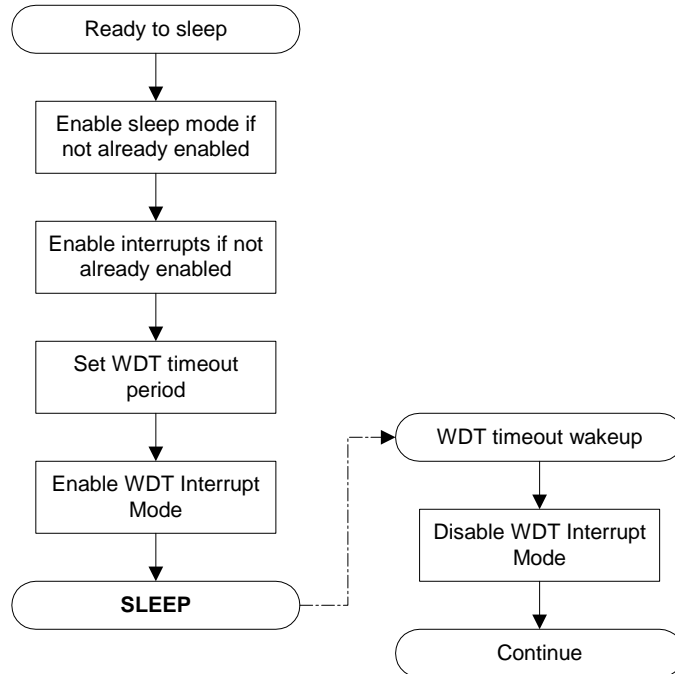 Ready to sleep
Enable sleep mode if
not already enabled
Enable interrupts if not
already enabled
Set WDT timeout
period
Enable WDT Interrupt
Mode
SLEEP
WDT timeout wakeup
Disable WDT Interrupt
Mode
Continue